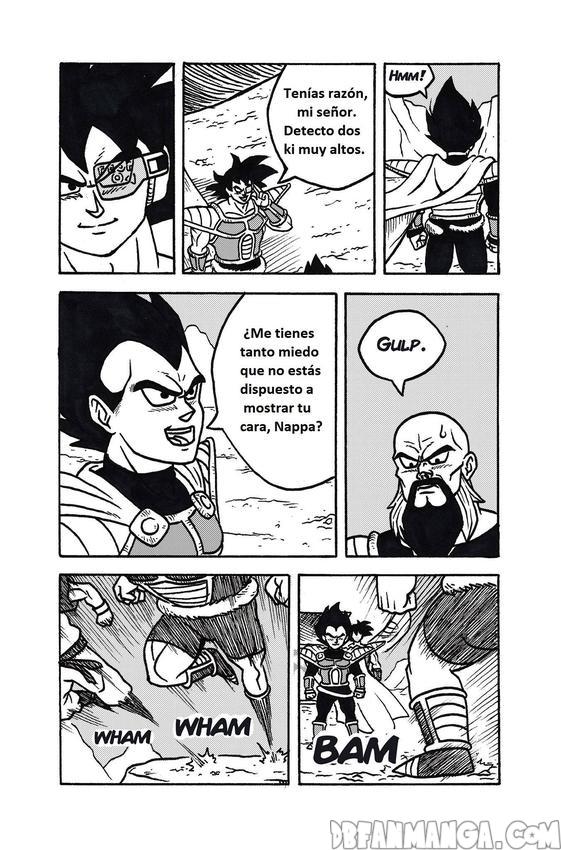 Tenías razón,
mi señor.
Detecto dos
ki muy altos.
Hmm!
¿Me tienes
tanto miedo
que no estás
dispuesto a
mostrar tu
cara, Nappa?
Gulp.
WHAM
WHAM
BAM
DBFANMANGA.COM